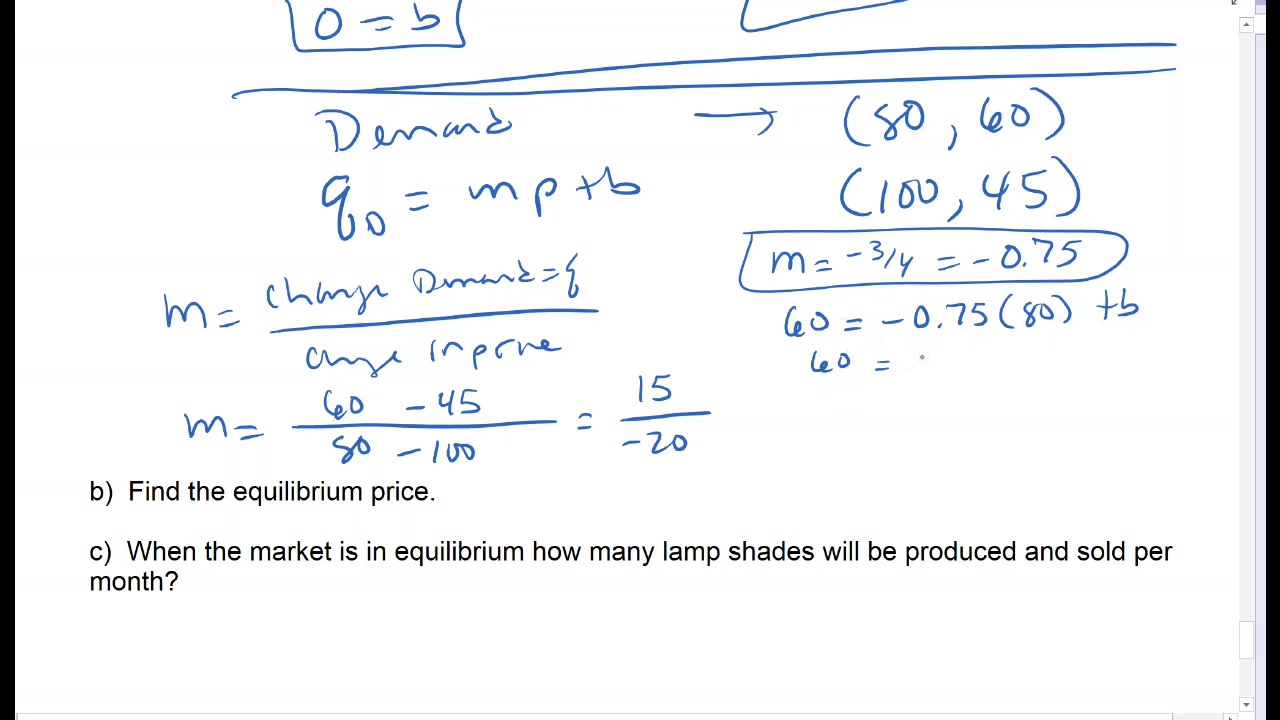 0 = b
Demand → (80, 60)
q_D = mp + b
(100, 45)
m = -3/4 = -0.75
m = change Demand = q / change in price
60 = -0.75(80) + b
60 =
m = 60 - 45 / 80 - 100 = 15 / -20
b) Find the equilibrium price.
c) When the market is in equilibrium how many lamp shades will be produced and sold per
month?